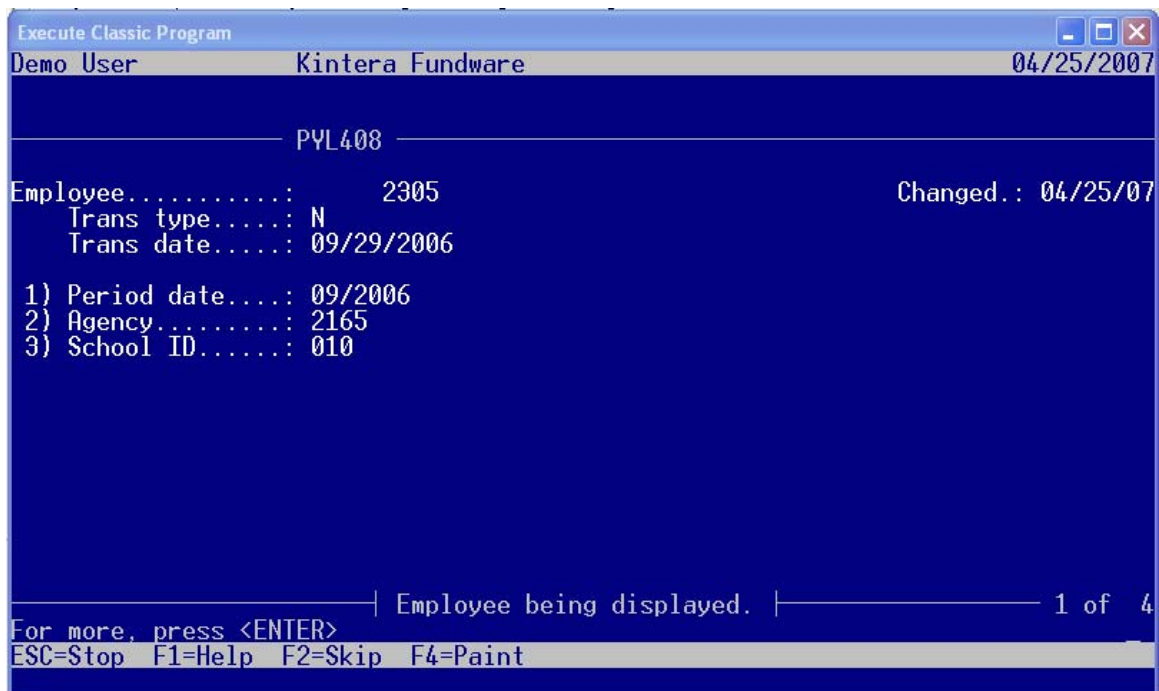 Execute Classic Program
Demo User Kintera Fundware 04/25/2007
PYL408
Employee............: 2305 Changed.: 04/25/07
Trans type.....: N
Trans date.....: 09/29/2006
1) Period date....: 09/2006
2) Agency.........: 2165
3) School ID......: 010
Employee being displayed. 1 of 4
For more, press <ENTER>
ESC=Stop F1=Help F2=Skip F4=Paint